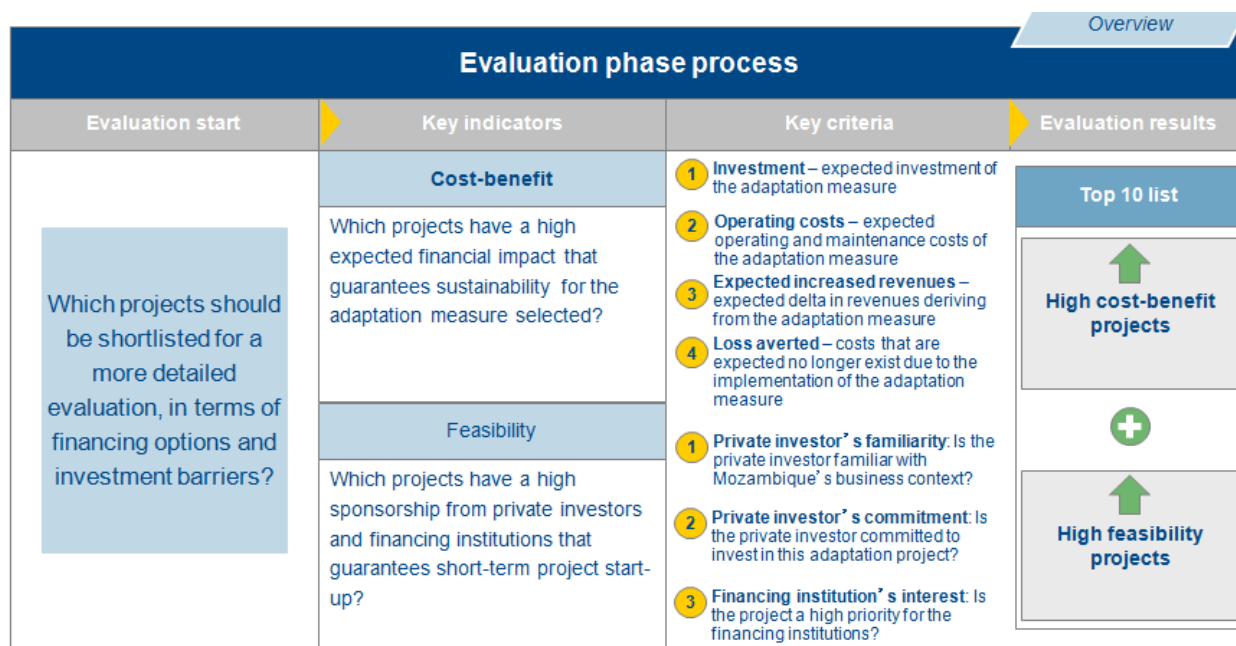 Overview
Evaluation phase process
Evaluation start
Key indicators
Key criteria
Evaluation results
Which projects should
be shortlisted for a
more detailed
evaluation, in terms of
financing options and
investment barriers?
Cost-benefit
Which projects have a high
expected financial impact that
guarantees sustainability for the
adaptation measure selected?
Feasibility
Which projects have a high
sponsorship from private investors
and financing institutions that
guarantees short-term project start-
up?
1 Investment – expected investment of
the adaptation measure
2 Operating costs – expected
operating and maintenance costs of
the adaptation measure
3 Expected increased revenues –
expected delta in revenues deriving
from the adaptation measure
4 Loss averted – costs that are
expected no longer exist due to the
implementation of the adaptation
measure
1 Private investor’s familiarity: Is the
private investor familiar with
Mozambique’s business context?
2 Private investor’s commitment: Is
the private investor committed to
invest in this adaptation project?
3 Financing institution’s interest: Is
the project a high priority for the
financing institutions?
Top 10 list
High cost-benefit
projects
High feasibility
projects